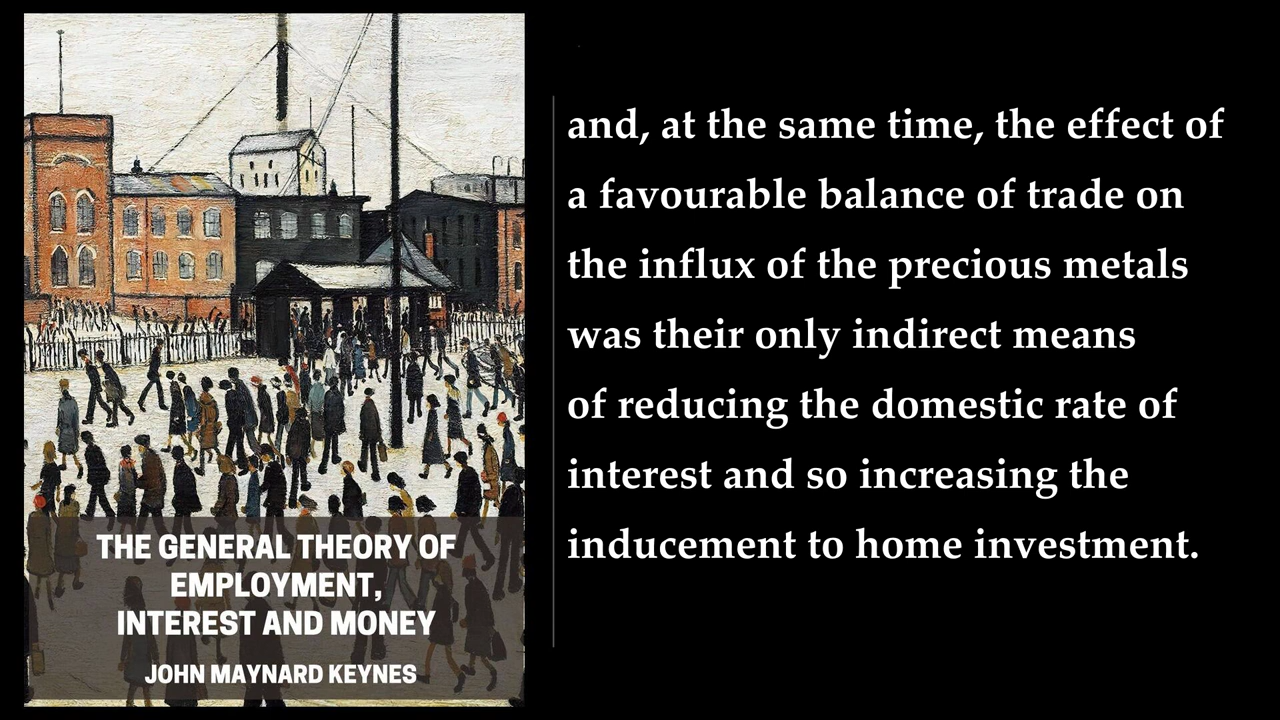 THE GENERAL THEORY OF
EMPLOYMENT,
INTEREST AND MONEY
JOHN MAYNARD KEYNES
and, at the same time, the effect of
a favourable balance of trade on
the influx of the precious metals
was their only indirect means
of reducing the domestic rate of
interest and so increasing the
inducement to home investment.